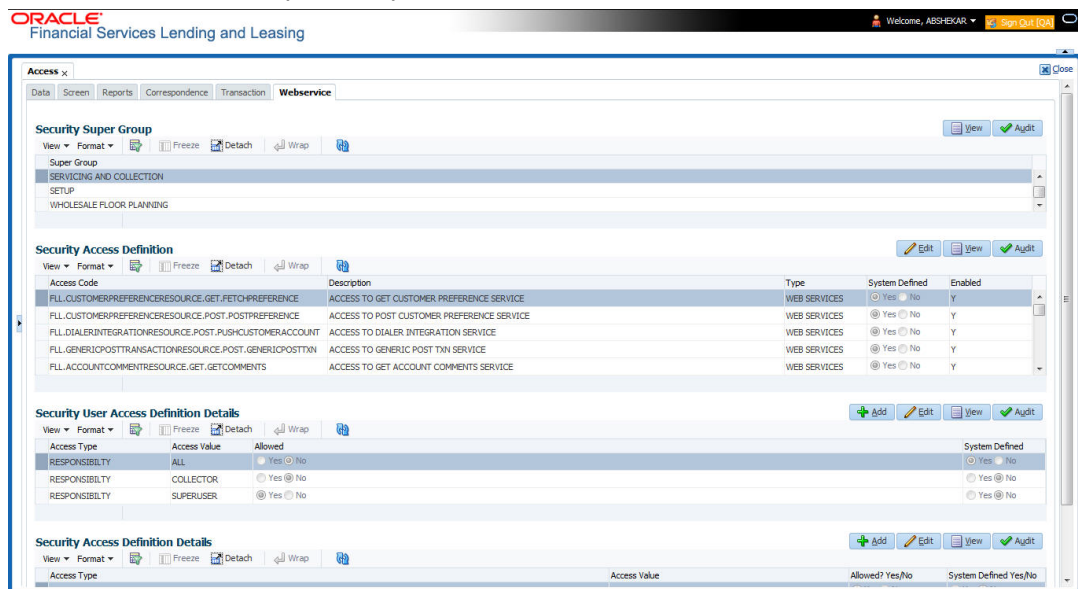 ORACLE
Financial Services Lending and Leasing
Welcome, ABSHEKAR Sign Out [QA]
Access x
Close
Data Screen Reports Correspondence Transaction Webservice
Security Super Group View Audit
View Format Freeze Detach Wrap
Super Group
SERVICING AND COLLECTION
SETUP
WHOLESALE FLOOR PLANNING
Security Access Definition Edit View Audit
View Format Freeze Detach Wrap
Access Code Description Type System Defined Enabled
FLL.CUSTOMERPREFERENCERESOURCE.GET.FETCHPREFERENCE ACCESS TO GET CUSTOMER PREFERENCE SERVICE WEB SERVICES Yes No Y
FLL.CUSTOMERPREFERENCERESOURCE.POST.POSTPREFERENCE ACCESS TO POST CUSTOMER PREFERENCE SERVICE WEB SERVICES Yes No Y
FLL.DIALERINTEGRATIONRESOURCE.POST.PUSHCUSTOMERACCOUNT ACCESS TO DIALER INTEGRATION SERVICE WEB SERVICES Yes No Y
FLL.GENERICPOSTTRANSACTIONRESOURCE.POST.GENERICPOSTTXN ACCESS TO GENERIC POST TXN SERVICE WEB SERVICES Yes No Y
FLL.ACCOUNTCOMMENTRESOURCE.GET.GETCOMMENTS ACCESS TO GET ACCOUNT COMMENTS SERVICE WEB SERVICES Yes No Y
Security User Access Definition Details Add Edit View Audit
View Format Freeze Detach Wrap
Access Type Access Value Allowed System Defined
RESPONSIBILTY ALL Yes No Yes No
RESPONSIBILTY COLLECTOR Yes No Yes No
RESPONSIBILTY SUPERUSER Yes No Yes No
Security Access Definition Details Add Edit View Audit
View Format Freeze Detach Wrap
Access Type Access Value Allowed? Yes/No System Defined Yes/No